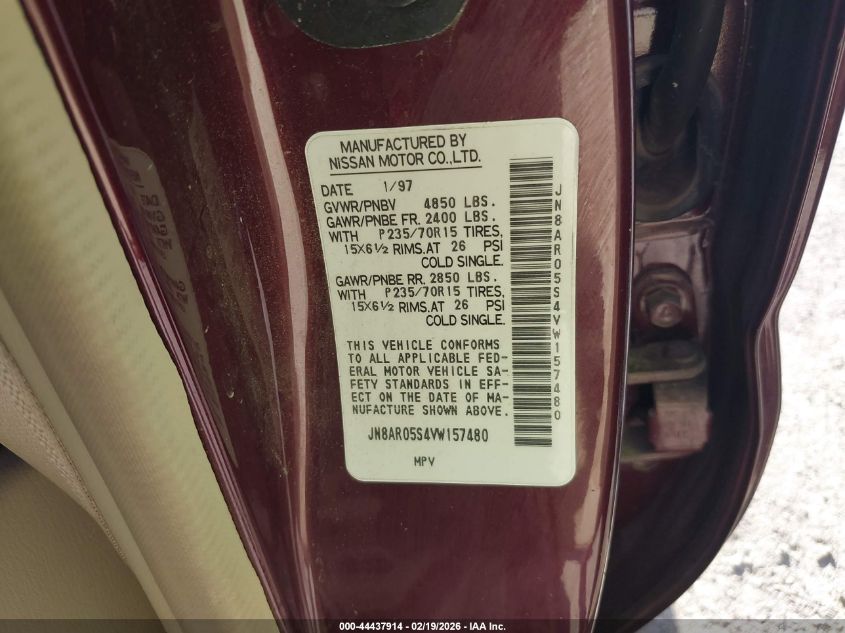 MANUFACTURED BY
NISSAN MOTOR CO.,LTD.
DATE 1/97
GVWR/PNBV 4850 LBS.
GAWR/PNBE FR. 2400 LBS.
WITH P235/70R15 TIRES,
15X6½ RIMS,AT 26 PSI
COLD SINGLE.
GAWR/PNBE RR. 2850 LBS.
WITH P235/70R15 TIRES,
15X6½ RIMS,AT 26 PSI
COLD SINGLE.
THIS VEHICLE CONFORMS
TO ALL APPLICABLE FED-
ERAL MOTOR VEHICLE SA-
FETY STANDARDS IN EFF-
ECT ON THE DATE OF MA-
NUFACTURE SHOWN ABOVE.
JN8AR05S4VW157480
MPV
JN8AR05S4VW157480
000-44437914 - 02/19/2026 - IAA Inc.